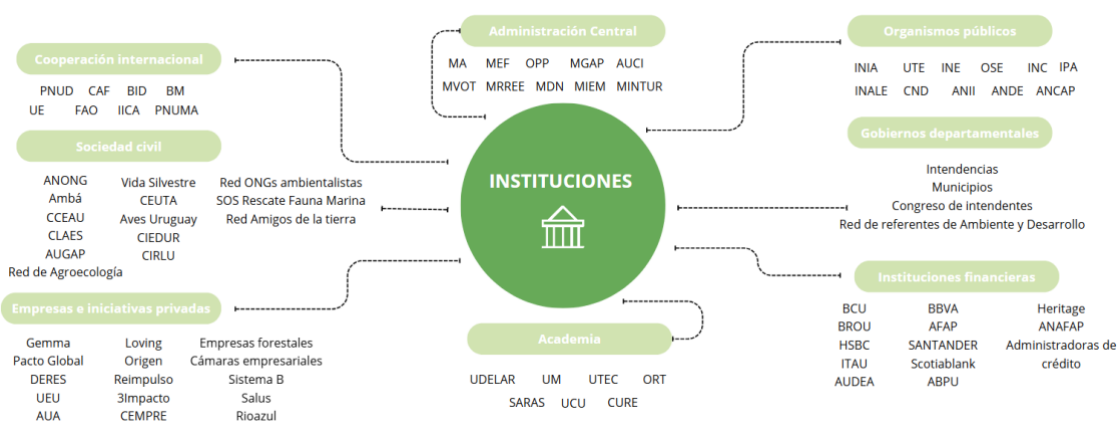 Administración Central
MA MEF OPP MGAP AUCI
MVOT MRREE MDN MIEM MINTUR
Organismos públicos
INIA UTE INE OSE INC IPA
INALE CND ANII ANDE ANCAP
Cooperación internacional
PNUD CAF BID BM
UE FAO IICA PNUMA
Sociedad civil
ANONG
Ambá
CCEAU
CLAES
AUGAP
Red de Agroecología
Vida Silvestre
CEUTA
Aves Uruguay
CIEDUR
CIRLU
Red ONGs ambientalistas
SOS Rescate Fauna Marina
Red Amigos de la tierra
INSTITUCIONES
Gobiernos departamentales
Intendencias
Municipios
Congreso de intendentes
Red de referentes de Ambiente y Desarrollo
Instituciones financieras
BCU
BROU
HSBC
ITAU
AUDEA
BBVA
AFAP
SANTANDER
Scotiablank
ABPU
Heritage
ANAFAP
Administradoras de
crédito
Empresas e iniciativas privadas
Gemma
Pacto Global
DERES
UEU
AUA
Loving
Origen
Reimpulso
3Impacto
CEMPRE
Empresas forestales
Cámaras empresariales
Sistema B
Salus
Rioazul
Academia
UDELAR UM UTEC ORT
SARAS UCU CURE